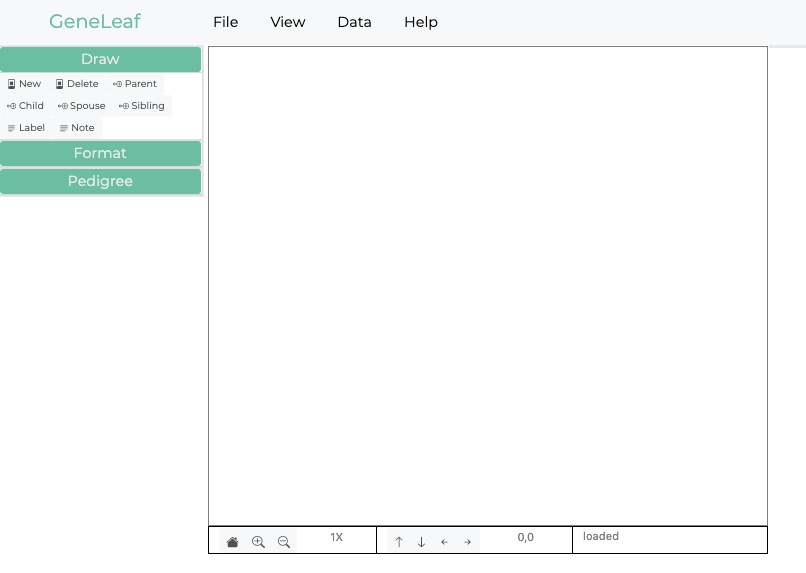 GeneLeaf File View Data Help
Draw
New Delete Parent
Child Spouse Sibling
Label Note
Format
Pedigree
1X 0,0 loaded